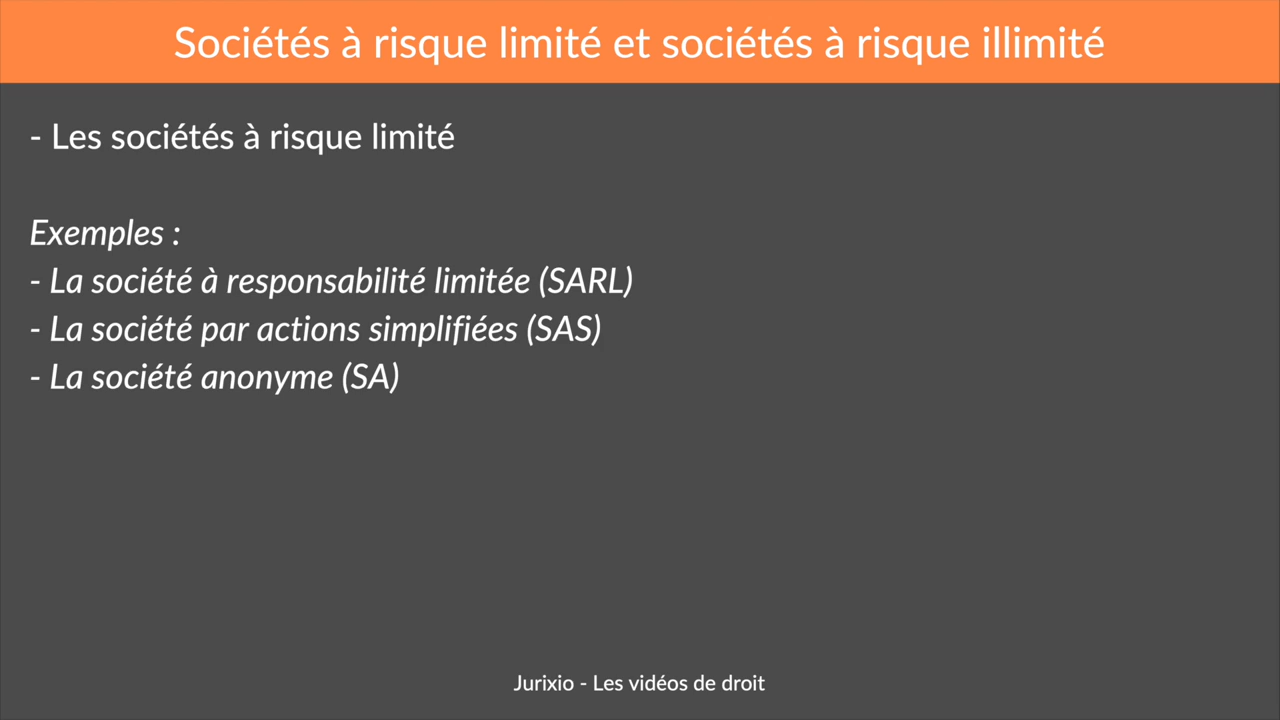 Sociétés à risque limité et sociétés à risque illimité
- Les sociétés à risque limité
Exemples :
- La société à responsabilité limitée (SARL)
- La société par actions simplifiées (SAS)
- La société anonyme (SA)
Jurixio - Les vidéos de droit